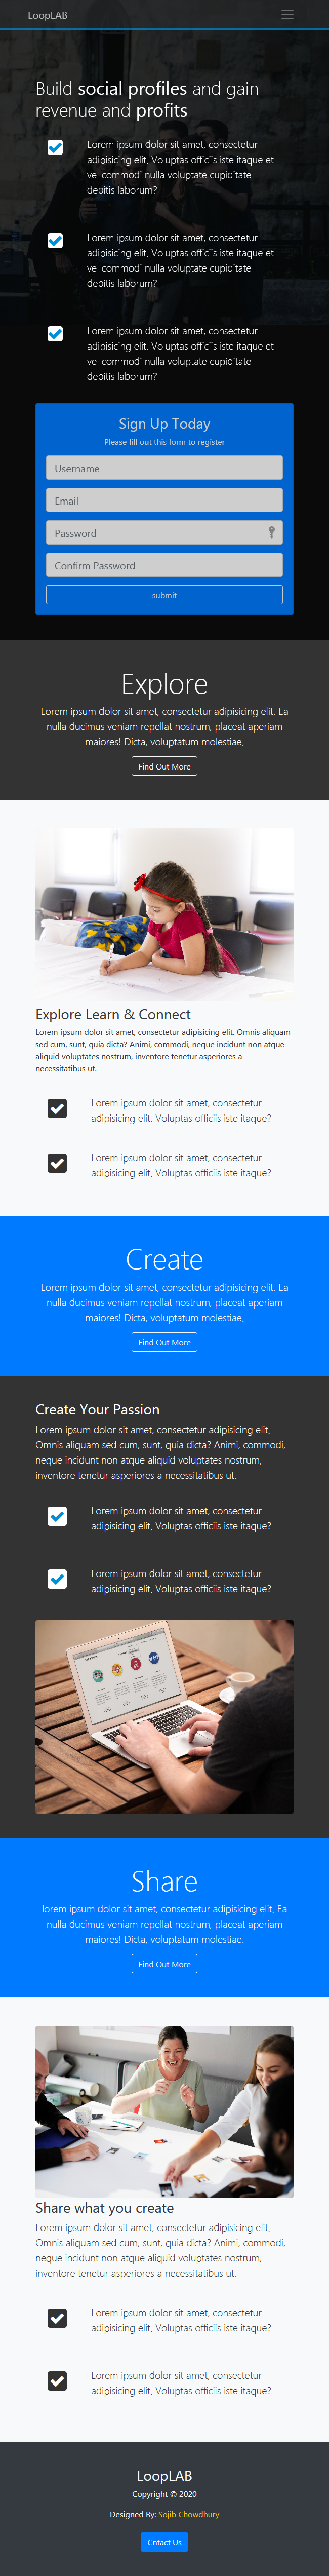 LoopLAB
Build social profiles and gain
revenue and profits
Lorem ipsum dolor sit amet, consectetur
adipisicing elit. Voluptas officiis iste itaque et
vel commodi nulla voluptate cupiditate
debitis laborum?
Lorem ipsum dolor sit amet, consectetur
adipisicing elit. Voluptas officiis iste itaque et
vel commodi nulla voluptate cupiditate
debitis laborum?
Lorem ipsum dolor sit amet, consectetur
adipisicing elit. Voluptas officiis iste itaque et
vel commodi nulla voluptate cupiditate
debitis laborum?
Sign Up Today
Please fill out this form to register
Username
Email
Password
Confirm Password
submit
Explore
Lorem ipsum dolor sit amet, consectetur adipisicing elit. Ea
nulla ducimus veniam repellat nostrum, placeat aperiam
maiores! Dicta, voluptatum molestiae.
Find Out More
Explore Learn & Connect
Lorem ipsum dolor sit amet, consectetur adipisicing elit. Omnis aliquam
sed cum, sunt, quia dicta? Animi, commodi, neque incidunt non atque
aliquid voluptates nostrum, inventore tenetur asperiores a
necessitatibus ut.
Lorem ipsum dolor sit amet, consectetur
adipisicing elit. Voluptas officiis iste itaque?
Lorem ipsum dolor sit amet, consectetur
adipisicing elit. Voluptas officiis iste itaque?
Create
Lorem ipsum dolor sit amet, consectetur adipisicing elit. Ea
nulla ducimus veniam repellat nostrum, placeat aperiam
maiores! Dicta, voluptatum molestiae.
Find Out More
Create Your Passion
Lorem ipsum dolor sit amet, consectetur adipisicing elit.
Omnis aliquam sed cum, sunt, quia dicta? Animi, commodi,
neque incidunt non atque aliquid voluptates nostrum,
inventore tenetur asperiores a necessitatibus ut.
Lorem ipsum dolor sit amet, consectetur
adipisicing elit. Voluptas officiis iste itaque?
Lorem ipsum dolor sit amet, consectetur
adipisicing elit. Voluptas officiis iste itaque?
Share
lorem ipsum dolor sit amet, consectetur adipisicing elit. Ea
nulla ducimus veniam repellat nostrum, placeat aperiam
maiores! Dicta, voluptatum molestiae.
Find Out More
Share what you create
Lorem ipsum dolor sit amet, consectetur adipisicing elit.
Omnis aliquam sed cum, sunt, quia dicta? Animi, commodi,
neque incidunt non atque aliquid voluptates nostrum,
inventore tenetur asperiores a necessitatibus ut.
Lorem ipsum dolor sit amet, consectetur
adipisicing elit. Voluptas officiis iste itaque?
Lorem ipsum dolor sit amet, consectetur
adipisicing elit. Voluptas officiis iste itaque?
LoopLAB
Copyright © 2020
Designed By: Sojib Chowdhury
Cntact Us